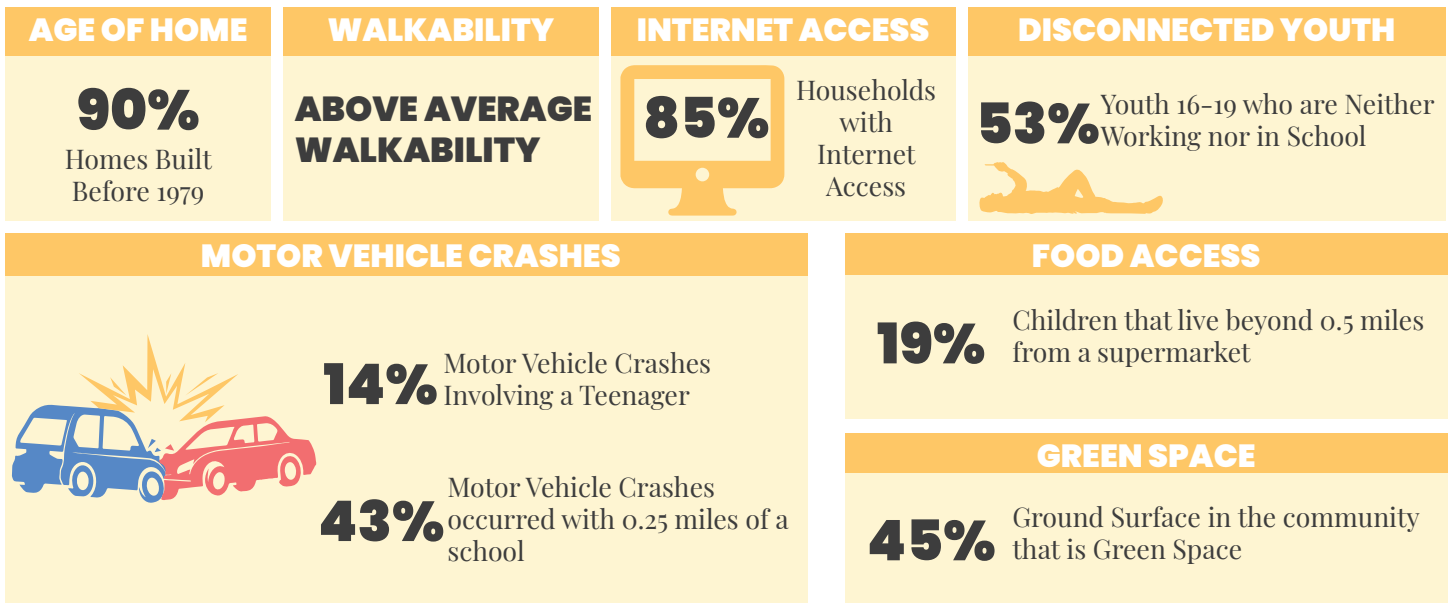 AGE OF HOME
90%
Homes Built
Before 1979
WALKABILITY
ABOVE AVERAGE
WALKABILITY
INTERNET ACCESS
85%
Households
with
Internet
Access
DISCONNECTED YOUTH
53%
Youth 16-19 who are Neither
Working nor in School
MOTOR VEHICLE CRASHES
14%
Motor Vehicle Crashes
Involving a Teenager
43%
Motor Vehicle Crashes
occurred with 0.25 miles of a
school
FOOD ACCESS
19%
Children that live beyond 0.5 miles
from a supermarket
GREEN SPACE
45%
Ground Surface in the community
that is Green Space